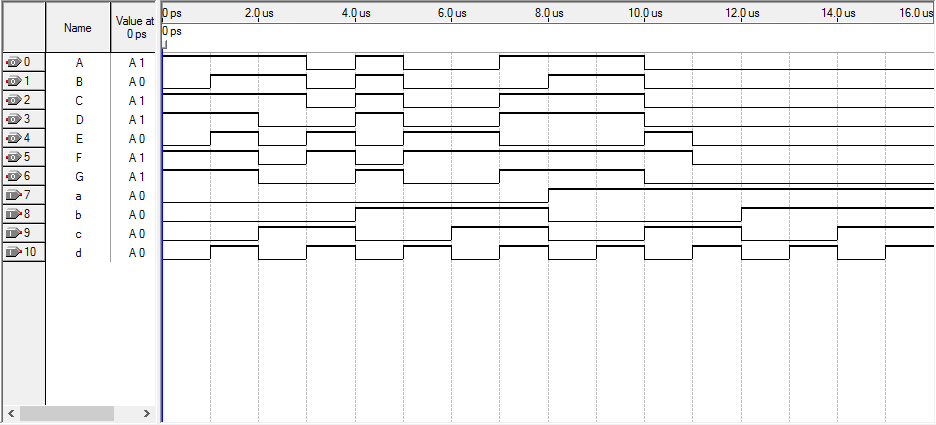 Name
Value at
0 ps
0 ps
2.0 us
4.0 us
6.0 us
8.0 us
10.0 us
12.0 us
14.0 us
16.0 us
0 ps
0 A A 1
1 B A 0
2 C A 1
3 D A 1
4 E A 0
5 F A 1
6 G A 1
7 a A 0
8 b A 0
9 c A 0
10 d A 0